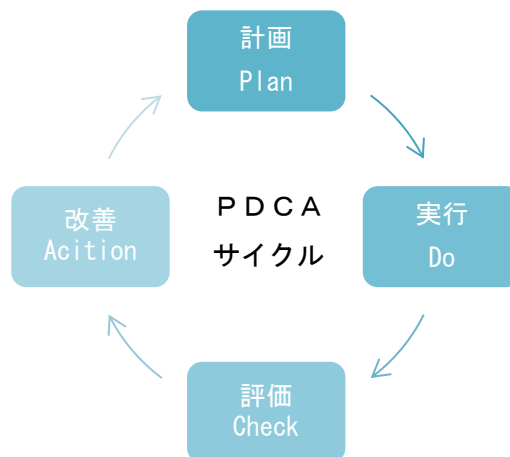 計画
Plan
実行
Do
評価
Check
改善
Acition
ＰＤＣＡ
サイクル